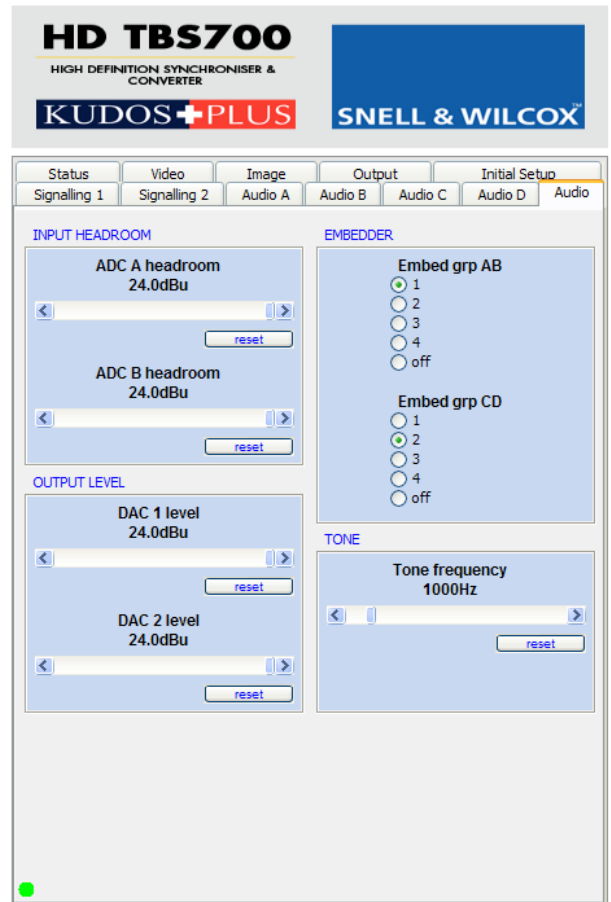 HD TBS700
HIGH DEFINITION SYNCHRONISER &
CONVERTER
KUDOS PLUS
SNELL & WILCOX™
Status Video Image Output Initial Setup
Signalling 1 Signalling 2 Audio A Audio B Audio C Audio D Audio
INPUT HEADROOM
ADC A headroom
24.0dBu
reset
ADC B headroom
24.0dBu
reset
OUTPUT LEVEL
DAC 1 level
24.0dBu
reset
DAC 2 level
24.0dBu
reset
EMBEDDER
Embed grp AB
1
2
3
4
off
Embed grp CD
1
2
3
4
off
TONE
Tone frequency
1000Hz
reset